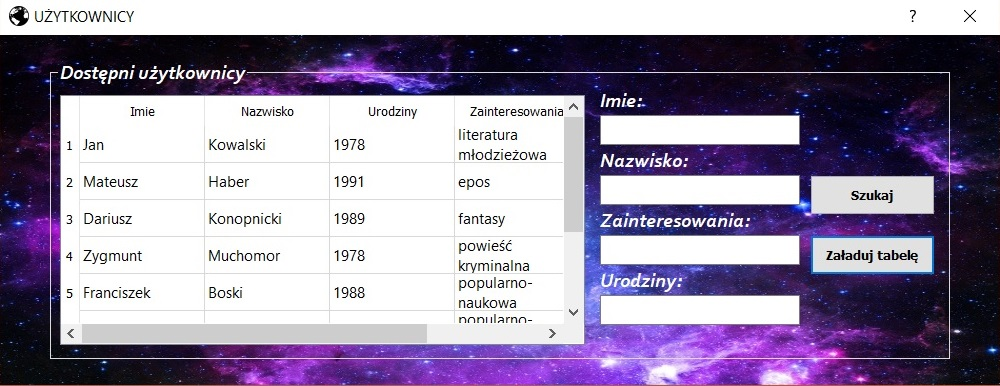 UŻYTKOWNICY ?
Dostępni użytkownicy
Imie Nazwisko Urodziny Zainteresowania
1 Jan Kowalski 1978 literatura
młodzieżowa
2 Mateusz Haber 1991 epos
3 Dariusz Konopnicki 1989 fantasy
4 Zygmunt Muchomor 1978 powieść
kryminalna
5 Franciszek Boski 1988 popularno-
naukowa
popularno-
Imie:
Nazwisko:
Szukaj
Zainteresowania:
Załaduj tabelę
Urodziny: